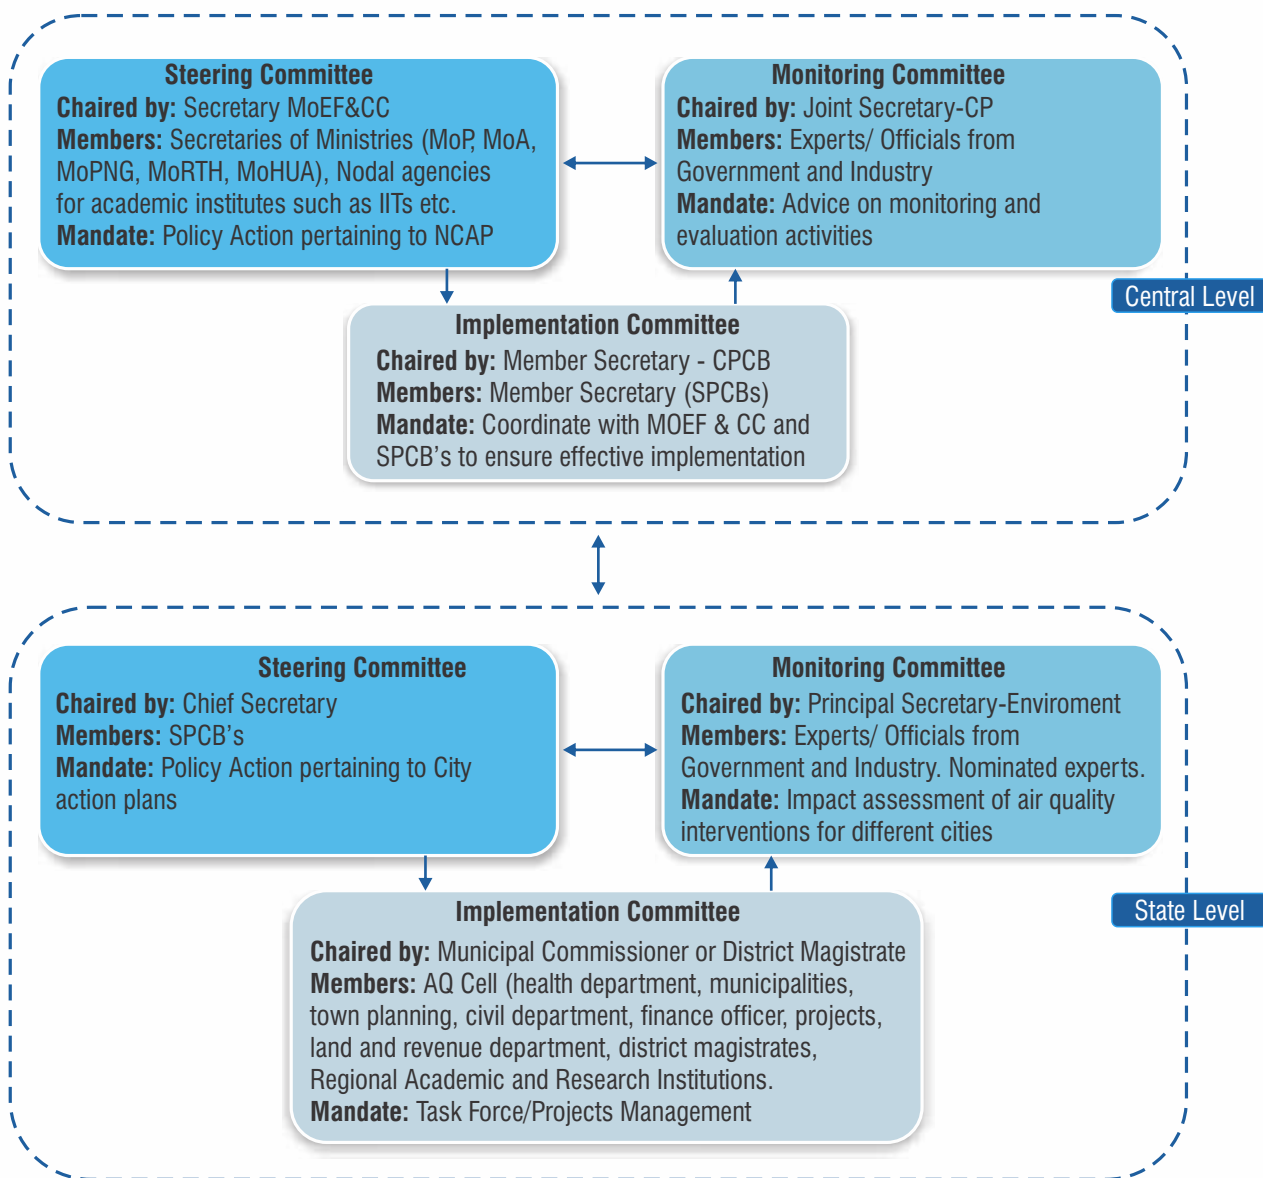 Steering Committee
Chaired by: Secretary MoEF&CC
Members: Secretaries of Ministries (MoP, MoA,
MoPNG, MoRTH, MoHUA), Nodal agencies
for academic institutes such as IITs etc.
Mandate: Policy Action pertaining to NCAP
Monitoring Committee
Chaired by: Joint Secretary-CP
Members: Experts/ Officials from
Government and Industry
Mandate: Advice on monitoring and
evaluation activities
Central Level
Implementation Committee
Chaired by: Member Secretary - CPCB
Members: Member Secretary (SPCBs)
Mandate: Coordinate with MOEF & CC and
SPCB's to ensure effective implementation
Steering Committee
Chaired by: Chief Secretary
Members: SPCB's
Mandate: Policy Action pertaining to City
action plans
Monitoring Committee
Chaired by: Principal Secretary-Enviroment
Members: Experts/ Officials from
Government and Industry. Nominated experts.
Mandate: Impact assessment of air quality
interventions for different cities
State Level
Implementation Committee
Chaired by: Municipal Commissioner or District Magistrate
Members: AQ Cell (health department, municipalities,
town planning, civil department, finance officer, projects,
land and revenue department, district magistrates,
Regional Academic and Research Institutions.
Mandate: Task Force/Projects Management